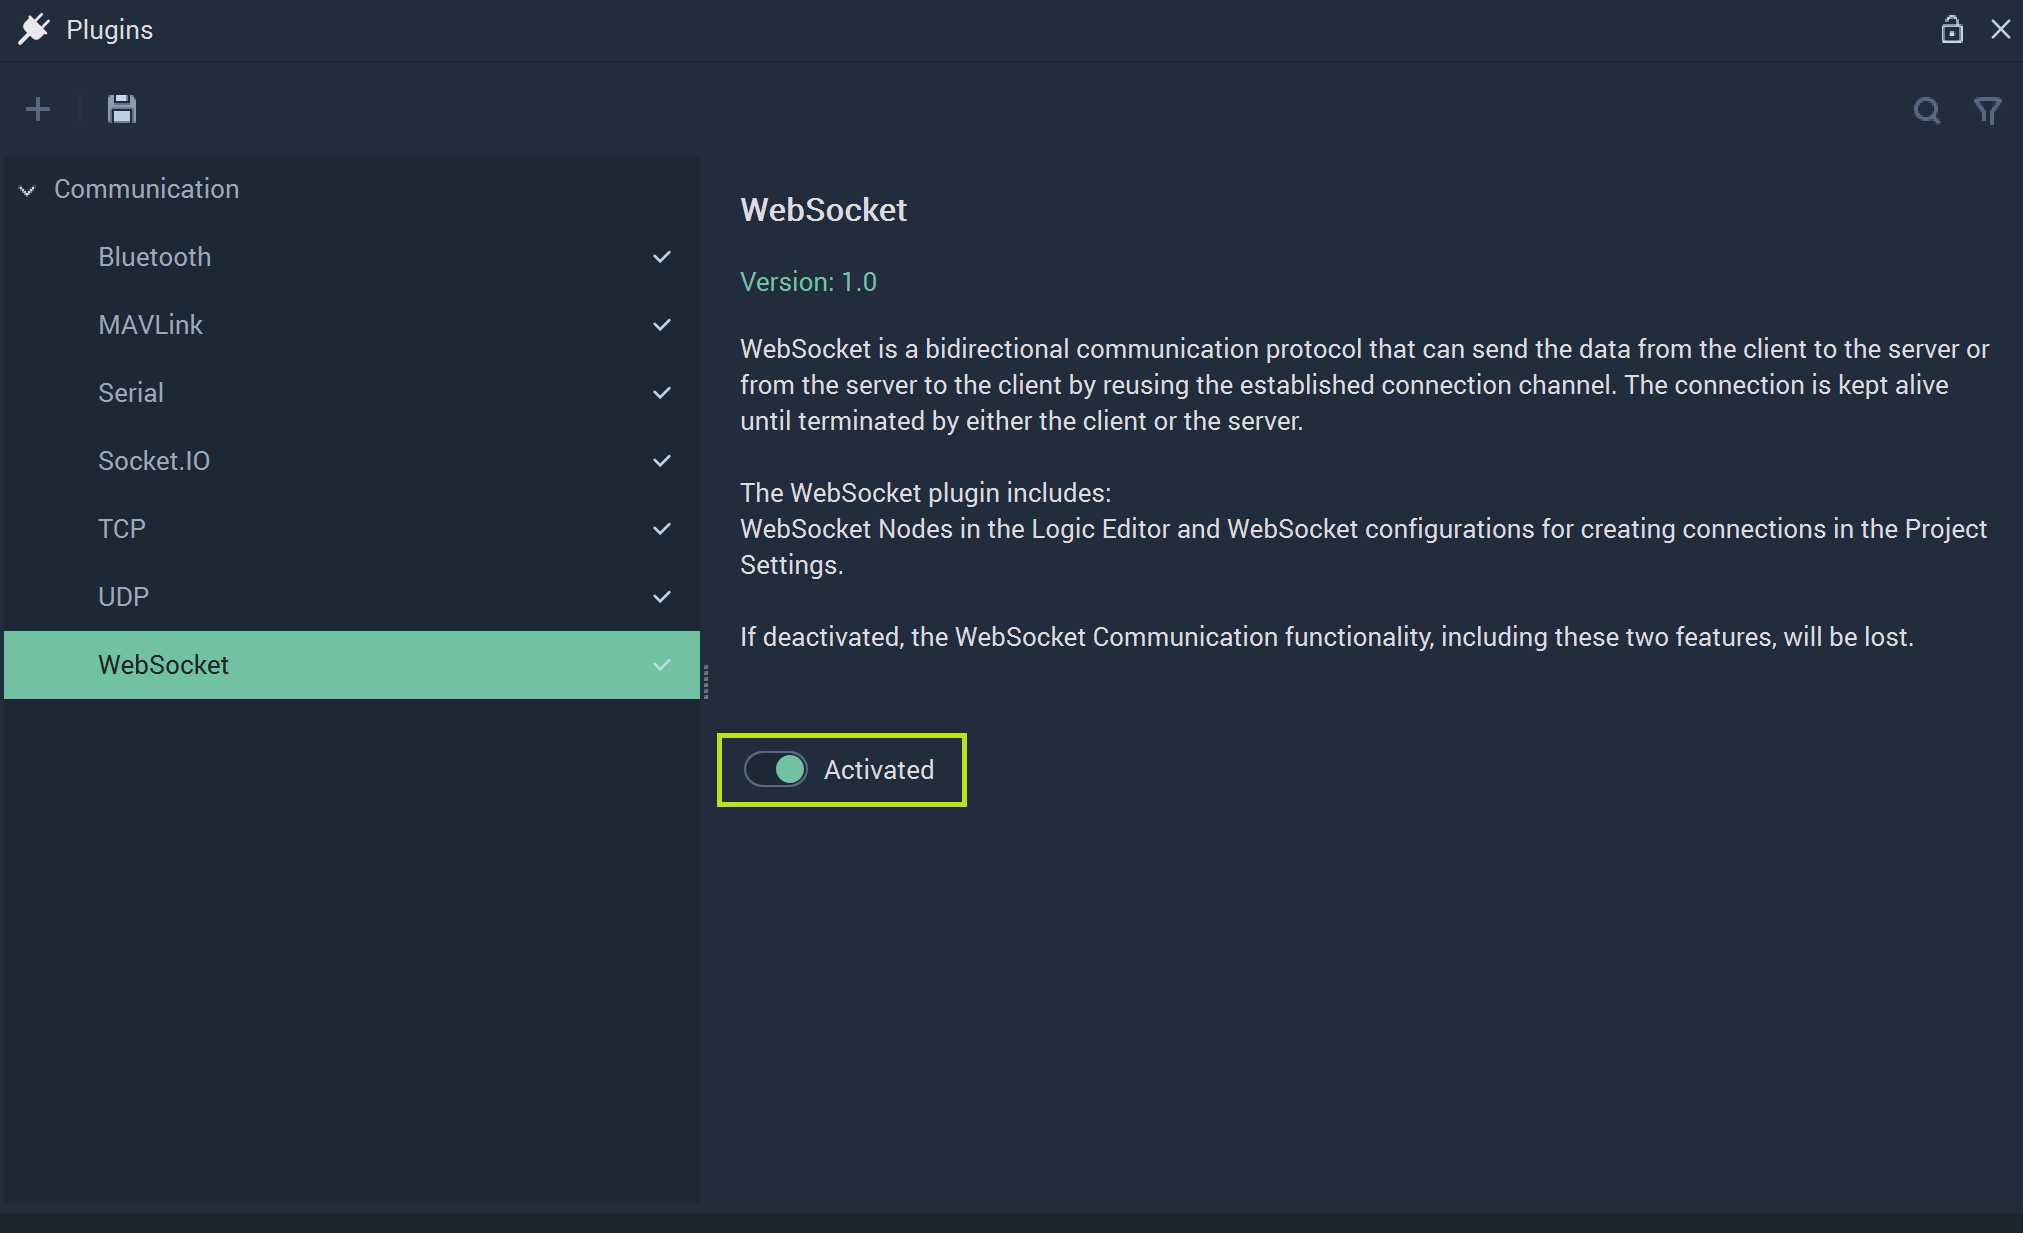 Plugins
Communication
Bluetooth
MAVLink
Serial
Socket.IO
TCP
UDP
WebSocket
WebSocket
Version: 1.0
WebSocket is a bidirectional communication protocol that can send the data from the client to the server or
from the server to the client by reusing the established connection channel. The connection is kept alive
until terminated by either the client or the server.
The WebSocket plugin includes:
WebSocket Nodes in the Logic Editor and WebSocket configurations for creating connections in the Project
Settings.
If deactivated, the WebSocket Communication functionality, including these two features, will be lost.
Activated